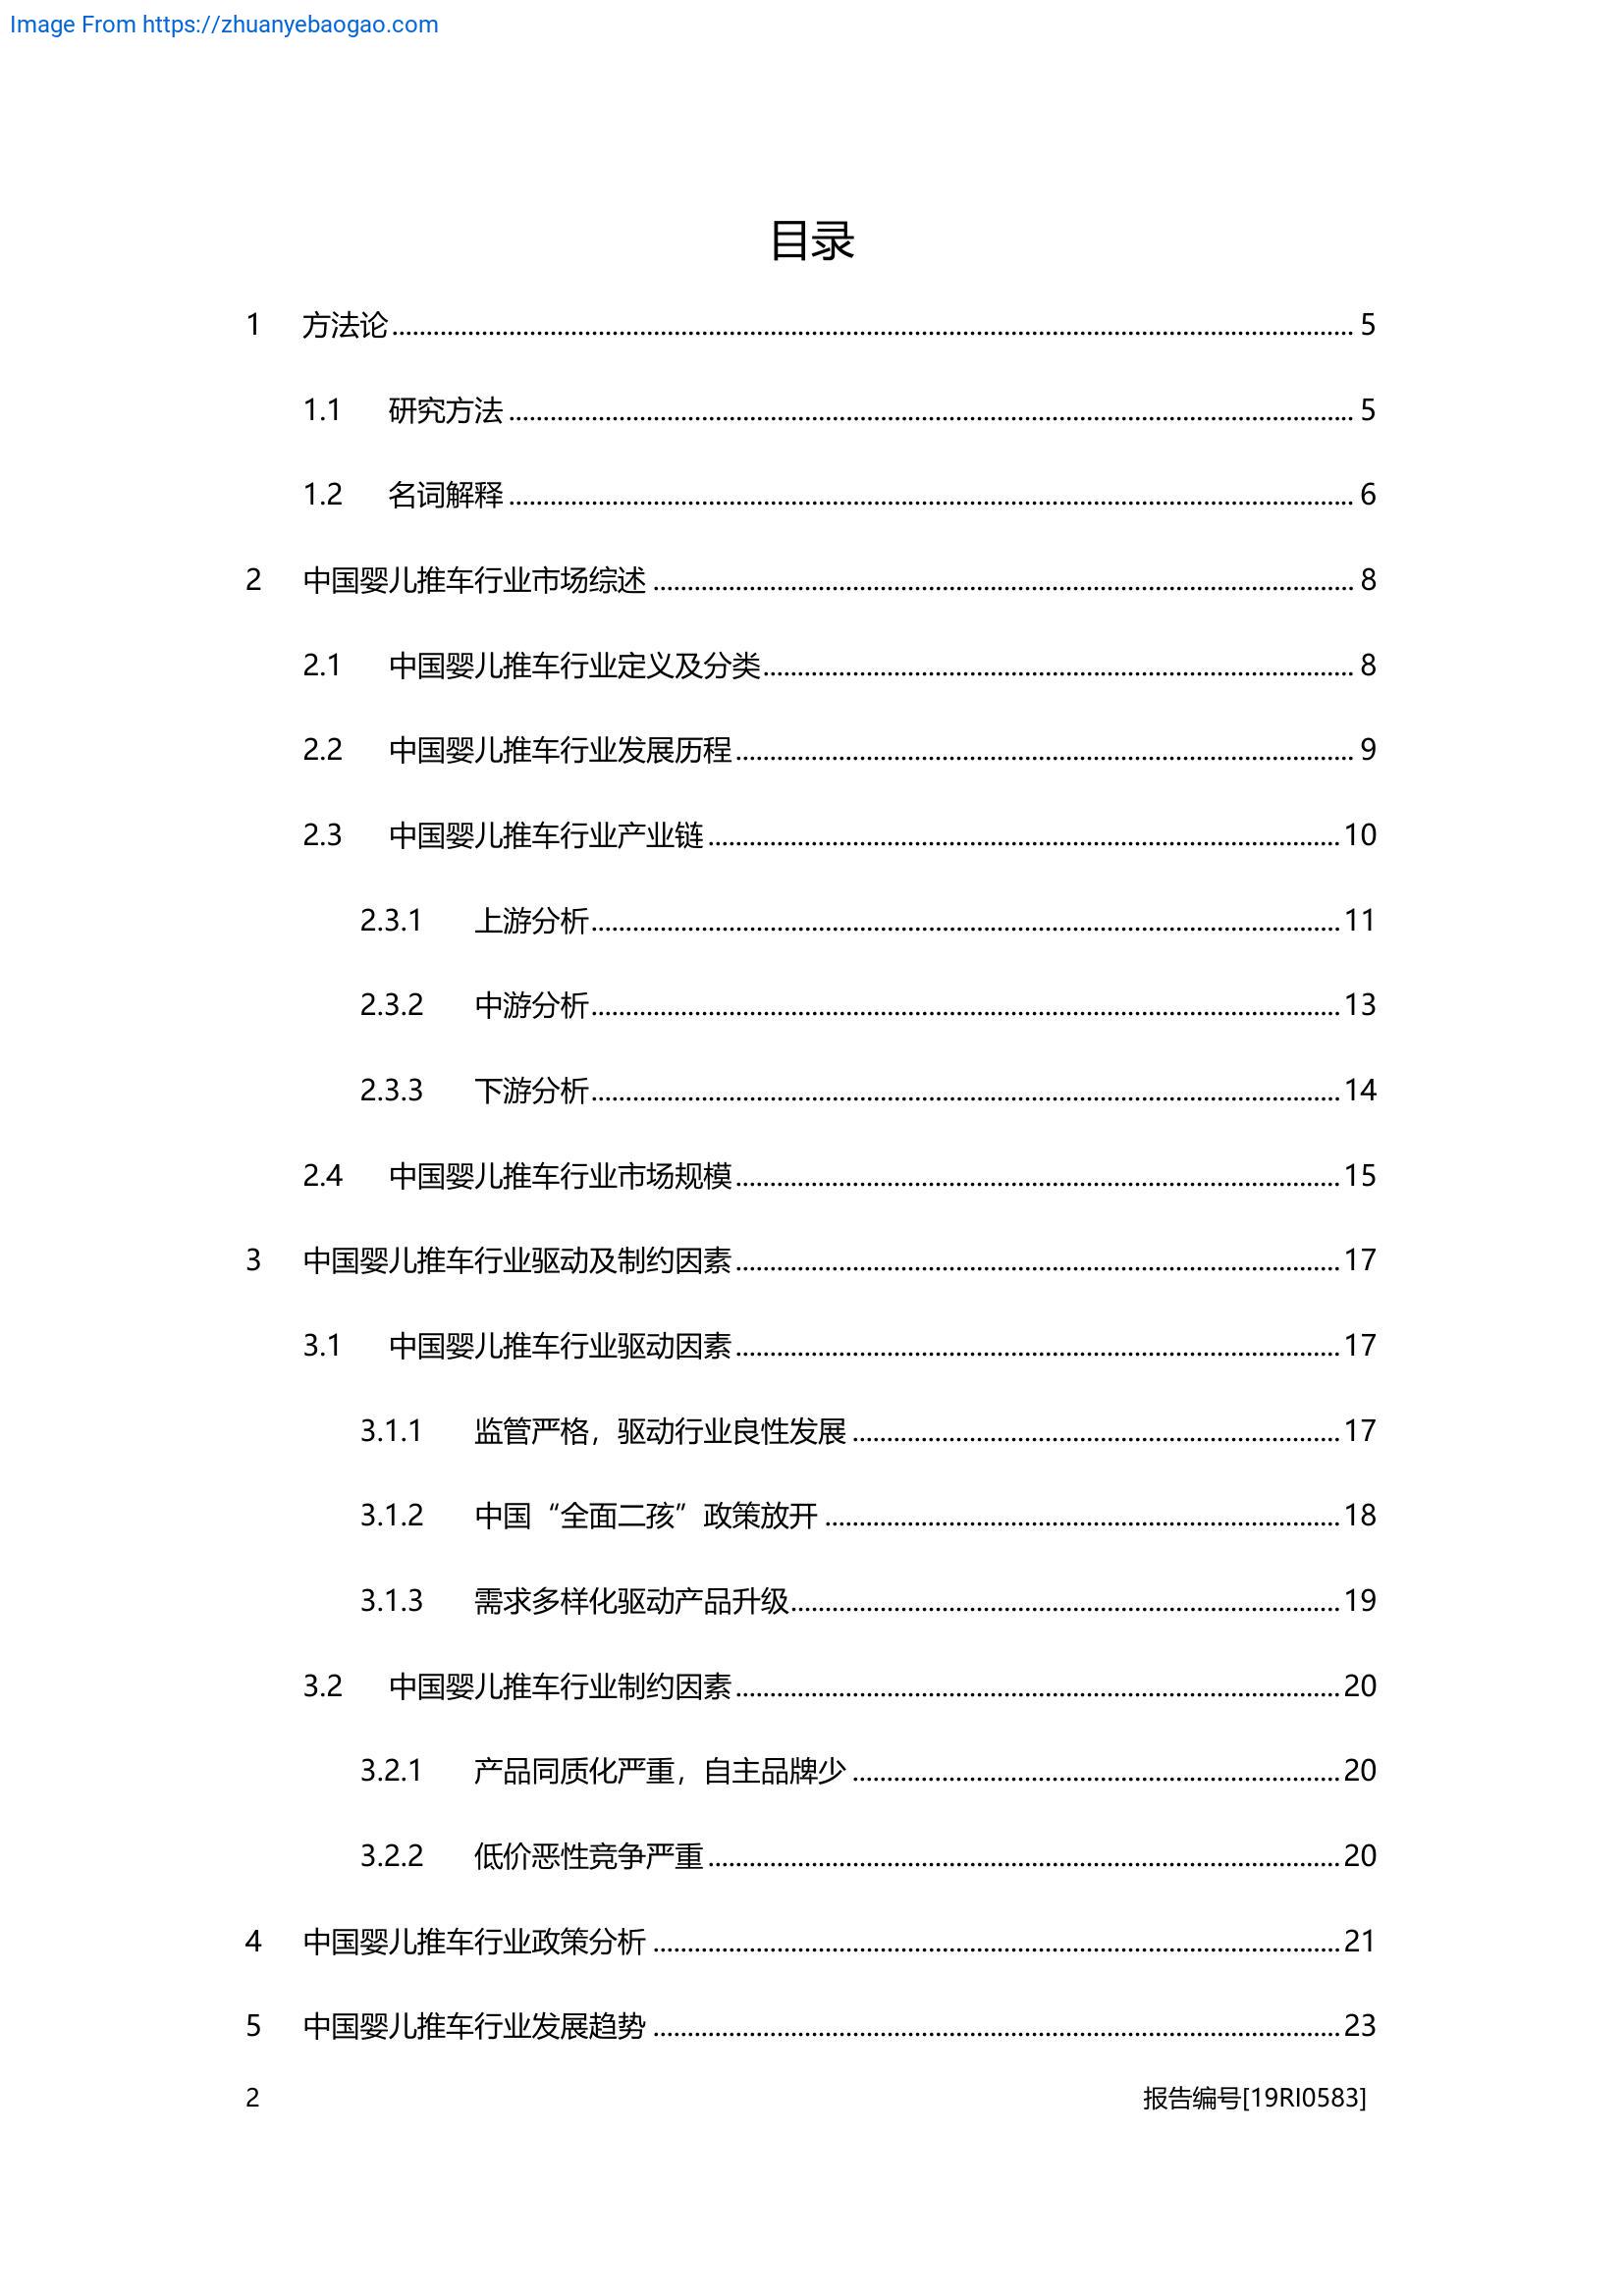 Image From https://zhuanyebaogao.com
目录
1 方法论 5
1.1 研究方法 5
1.2 名词解释 6
2 中国婴儿推车行业市场综述 8
2.1 中国婴儿推车行业定义及分类 8
2.2 中国婴儿推车行业发展历程 9
2.3 中国婴儿推车行业产业链 10
2.3.1 上游分析 11
2.3.2 中游分析 13
2.3.3 下游分析 14
2.4 中国婴儿推车行业市场规模 15
3 中国婴儿推车行业驱动及制约因素 17
3.1 中国婴儿推车行业驱动因素 17
3.1.1 监管严格，驱动行业良性发展 17
3.1.2 中国“全面二孩”政策放开 18
3.1.3 需求多样化驱动产品升级 19
3.2 中国婴儿推车行业制约因素 20
3.2.1 产品同质化严重，自主品牌少 20
3.2.2 低价恶性竞争严重 20
4 中国婴儿推车行业政策分析 21
5 中国婴儿推车行业发展趋势 23
2 报告编号[19RI0583]